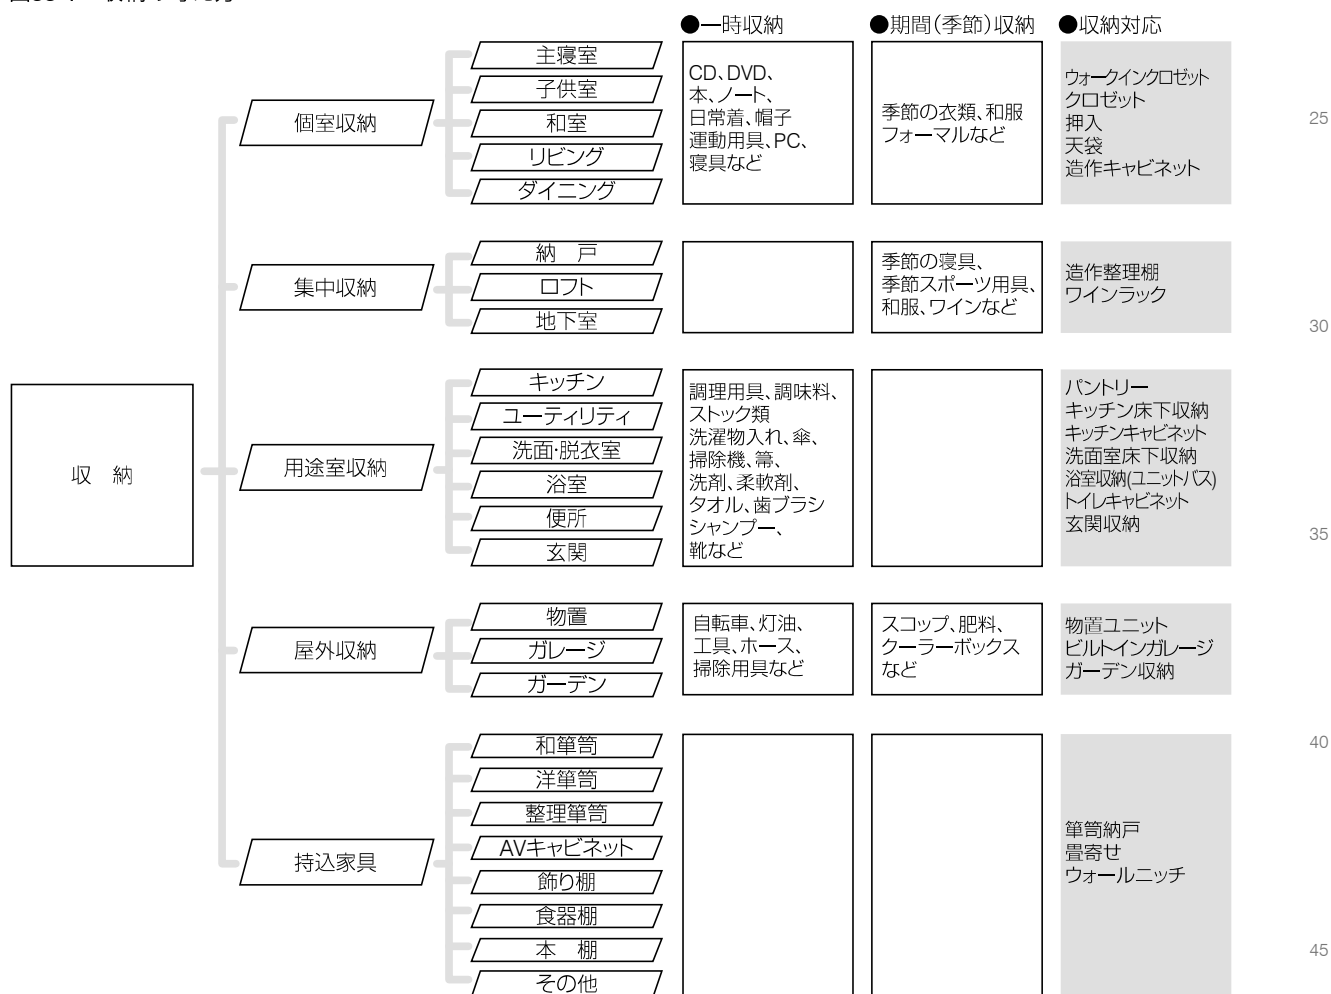 ●一時収納
●期間(季節)収納
●収納対応
収　納
個室収納
主寝室
子供室
和室
リビング
ダイニング
CD、DVD、
本、ノート、
日常着、帽子
運動用具、PC、
寝具など
季節の衣類、和服
フォーマルなど
ウォークインクロゼット
クロゼット
押入
天袋
造作キャビネット
25
集中収納
納　戸
ロフト
地下室
季節の寝具、
季節スポーツ用具、
和服、ワインなど
造作整理棚
ワインラック
30
用途室収納
キッチン
ユーティリティ
洗面・脱衣室
浴室
便所
玄関
調理用具、調味料、
ストック類
洗濯物入れ、傘、
掃除機、箒、
洗剤、柔軟剤、
タオル、歯ブラシ
シャンプー、
靴など
パントリー
キッチン床下収納
キッチンキャビネット
洗面室床下収納
浴室収納(ユニットバス)
トイレキャビネット
玄関収納
35
屋外収納
物置
ガレージ
ガーデン
自転車、灯油、
工具、ホース、
掃除用具など
スコップ、肥料、
クーラーボックス
など
物置ユニット
ビルトインガレージ
ガーデン収納
40
持込家具
和箪笥
洋箪笥
整理箪笥
AVキャビネット
飾り棚
食器棚
本　棚
その他
箪笥納戸
畳寄せ
ウォールニッチ
45